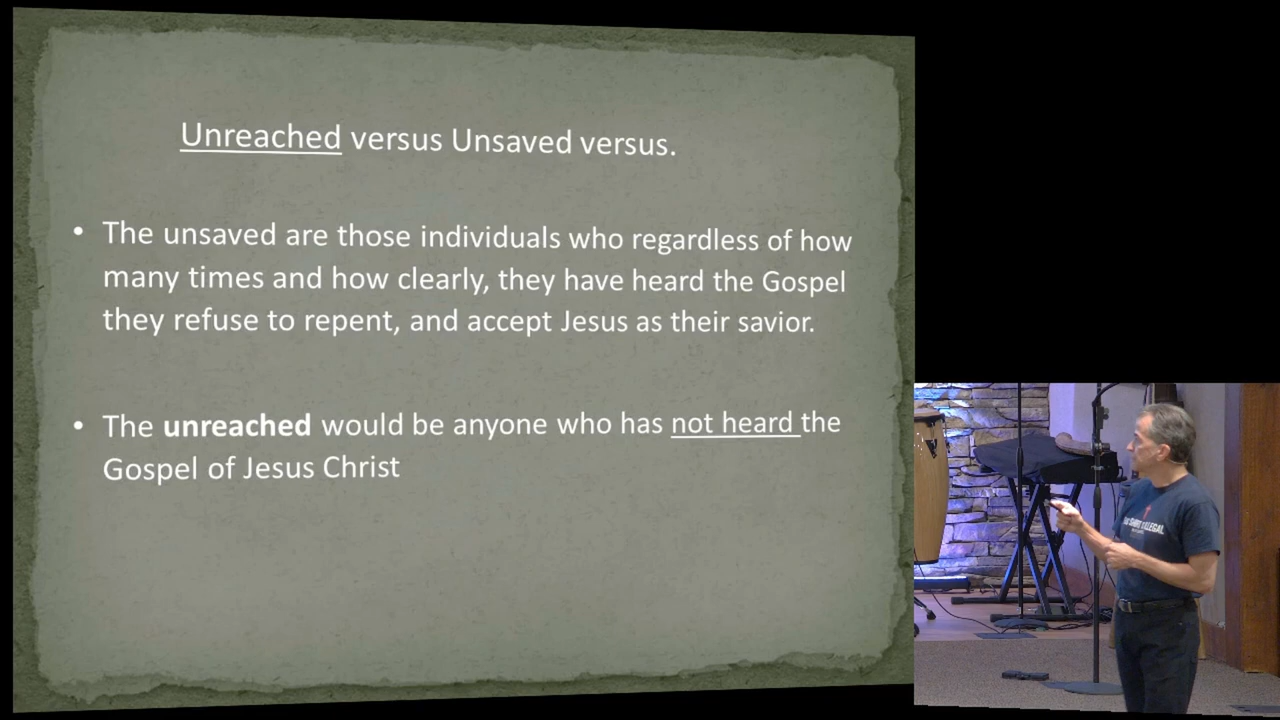 Unreached versus Unsaved versus.
• The unsaved are those individuals who regardless of how
many times and how clearly, they have heard the Gospel
they refuse to repent, and accept Jesus as their savior.
• The unreached would be anyone who has not heard the
Gospel of Jesus Christ